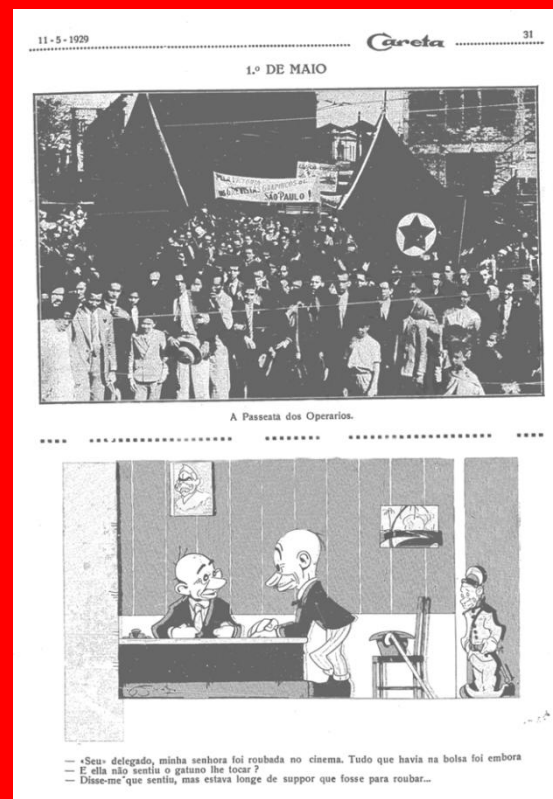 11 - 5 - 1929
Careta
31
1.º DE MAIO
SÃO PAULO !
A Passeata dos Operarios.
— «Seu» delegado, minha senhora foi roubada no cinema. Tudo que havia na bolsa foi embora
— E ella não sentiu o gatuno lhe tocar ?
— Disse-me que sentiu, mas estava longe de suppor que fosse para roubar...